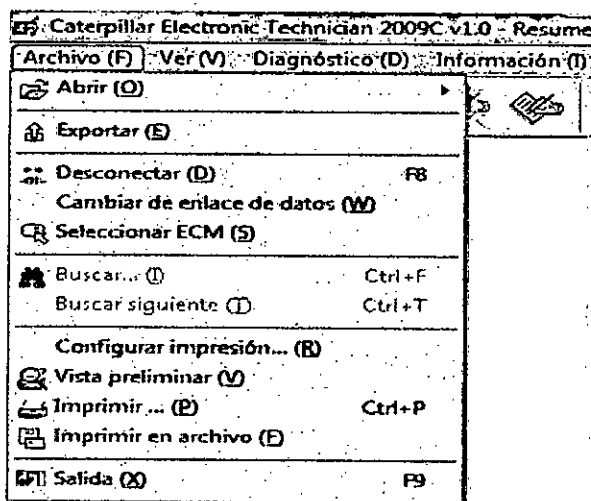 Caterpillar Electronic Technician 2009C v1.0 - Resume
Archivo (F) Ver (V) Diagnóstico (D) Información (I)
Abrir (O)
Exportar (E)
Desconectar (D) F8
Cambiar de enlace de datos (W)
Seleccionar ECM (S)
Buscar... (I) Ctrl+F
Buscar siguiente (T) Ctrl+T
Configurar impresión... (R)
Vista preliminar (V)
Imprimir ... (P) Ctrl+P
Imprimir en archivo (F)
Salida (X) F9